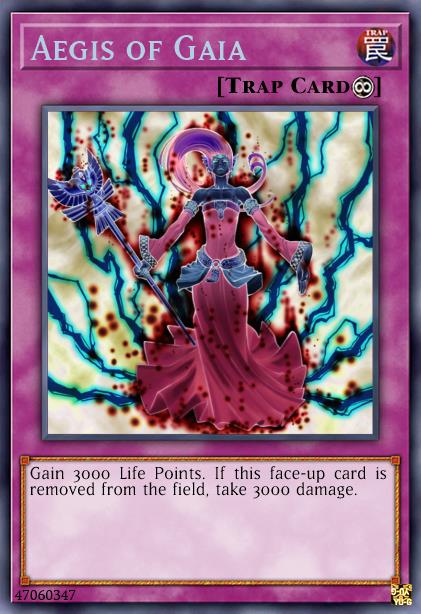 Aegis of Gaia
TRAP
罠
[Trap Card]
Gain 3000 Life Points. If this face-up card is
removed from the field, take 3000 damage.
47060347